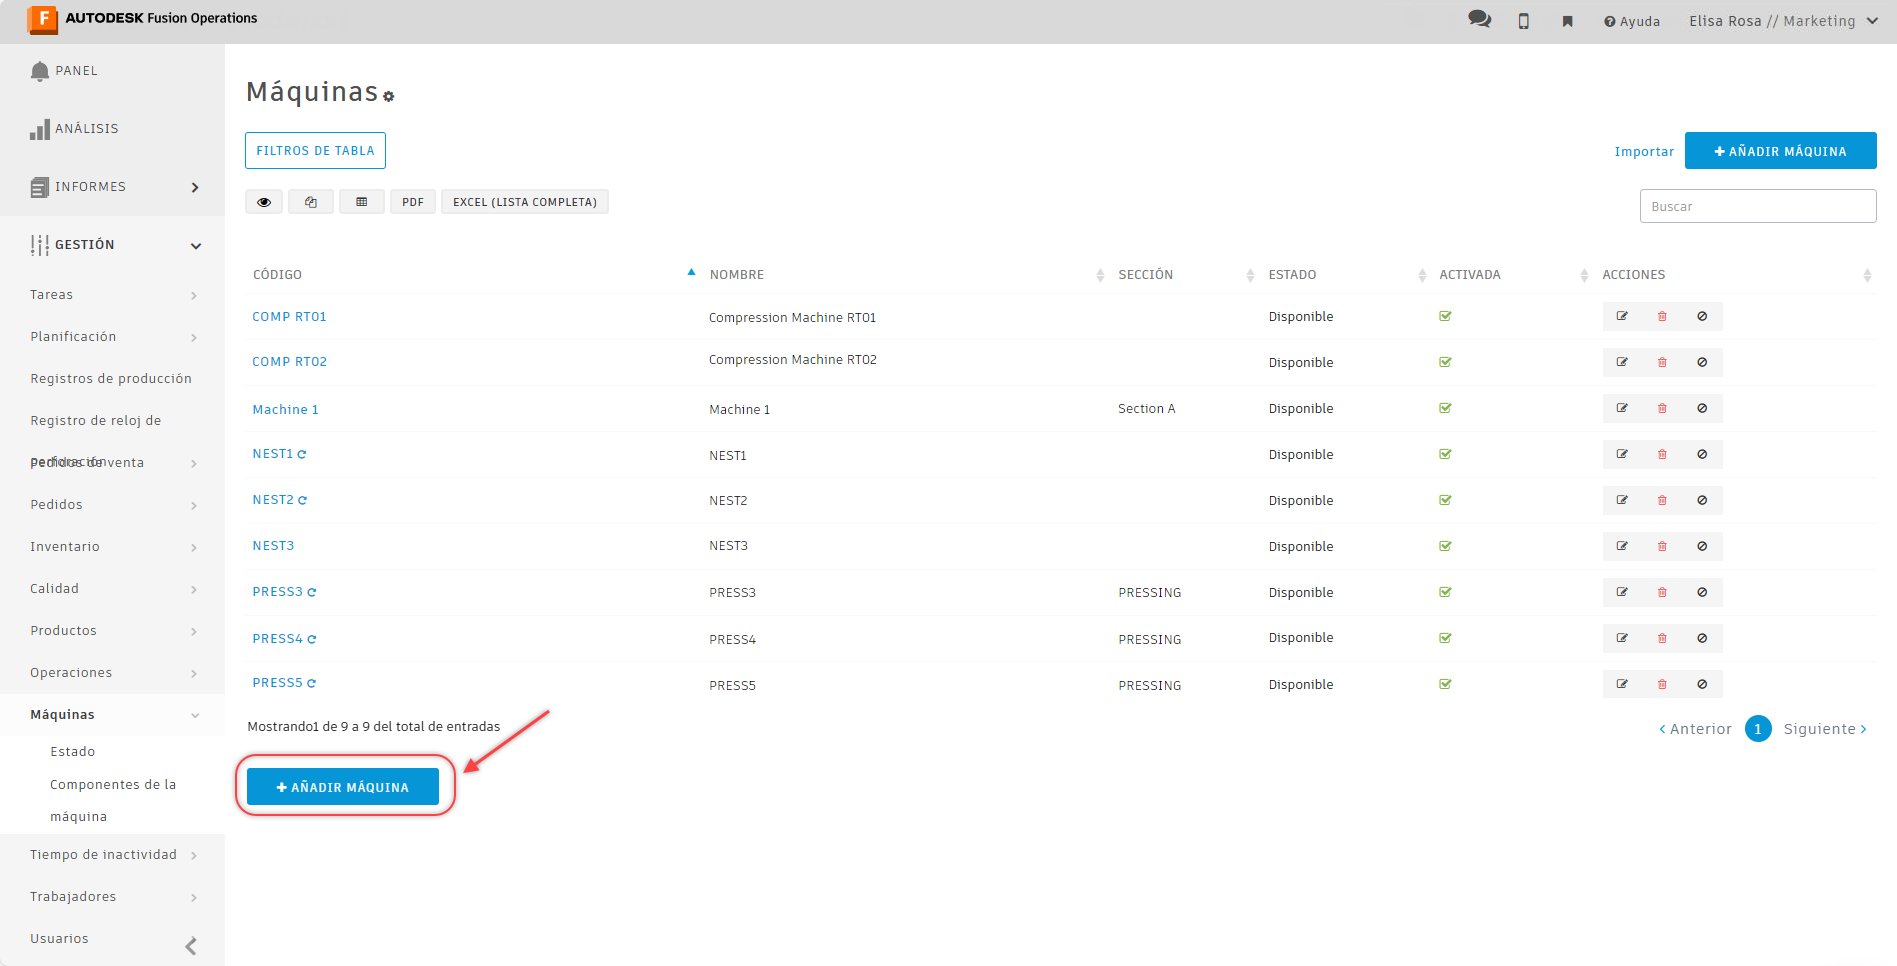 F AUTODESK Fusion Operations
Ayuda
Elisa Rosa // Marketing
PANEL
ANÁLISIS
INFORMES
GESTIÓN
Tareas
Planificación
Registros de producción
Registro de reloj de
perforación
Pedidos de venta
Pedidos
Inventario
Calidad
Productos
Operaciones
Máquinas
Estado
Componentes de la
máquina
Tiempo de inactividad
Trabajadores
Usuarios
Máquinas
FILTROS DE TABLA
Importar
AÑADIR MÁQUINA
PDF
EXCEL (LISTA COMPLETA)
Buscar
CÓDIGO NOMBRE SECCIÓN ESTADO ACTIVADA ACCIONES
COMP RT01 Compression Machine RT01 Disponible
COMP RT02 Compression Machine RT02 Disponible
Machine 1 Machine 1 Section A Disponible
NEST1 NEST1 Disponible
NEST2 NEST2 Disponible
NEST3 NEST3 Disponible
PRESS3 PRESS3 PRESSING Disponible
PRESS4 PRESS4 PRESSING Disponible
PRESS5 PRESS5 PRESSING Disponible
Mostrando1 de 9 a 9 del total de entradas
Anterior 1 Siguiente
AÑADIR MÁQUINA